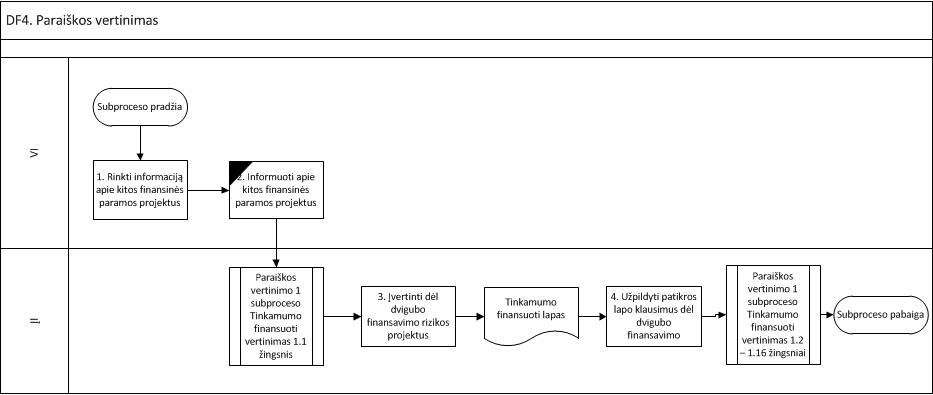 DF4. Paraiškos vertinimas
VI
Subproceso pradžia
1. Rinkti informaciją
apie kitos finansinės
paramos projektus
2. Informuoti apie
kitos finansinės
paramos projektus
ĮI
Paraiškos
vertinimo 1
subproceso
Tinkamumo
finansuoti
vertinimas 1.1
žingsnis
3. Įvertinti dėl
dvigubo
finansavimo rizikos
projektus
Tinkamumo
finansuoti lapas
4. Užpildyti patikros
lapo klausimus dėl
dvigubo
finansavimo
Paraiškos
vertinimo 1
subproceso
Tinkamumo
finansuoti
vertinimas 1.2
– 1.16 žingsniai
Subproceso pabaiga